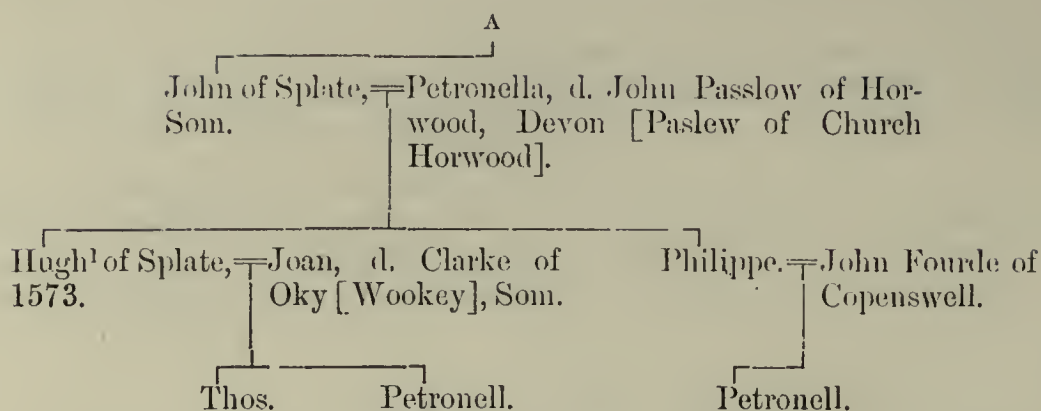 A
John of Splate,
Som.
Petronella, d. John Passlow of Hor-
wood, Devon [Paslew of Church
Horwood].
Hugh¹ of Splate,
1573.
Joan, d. Clarke of
Oky [Wookey], Som.
Philippe.
John Fourde of
Copenswell.
Thos.
Petronell.
Petronell.